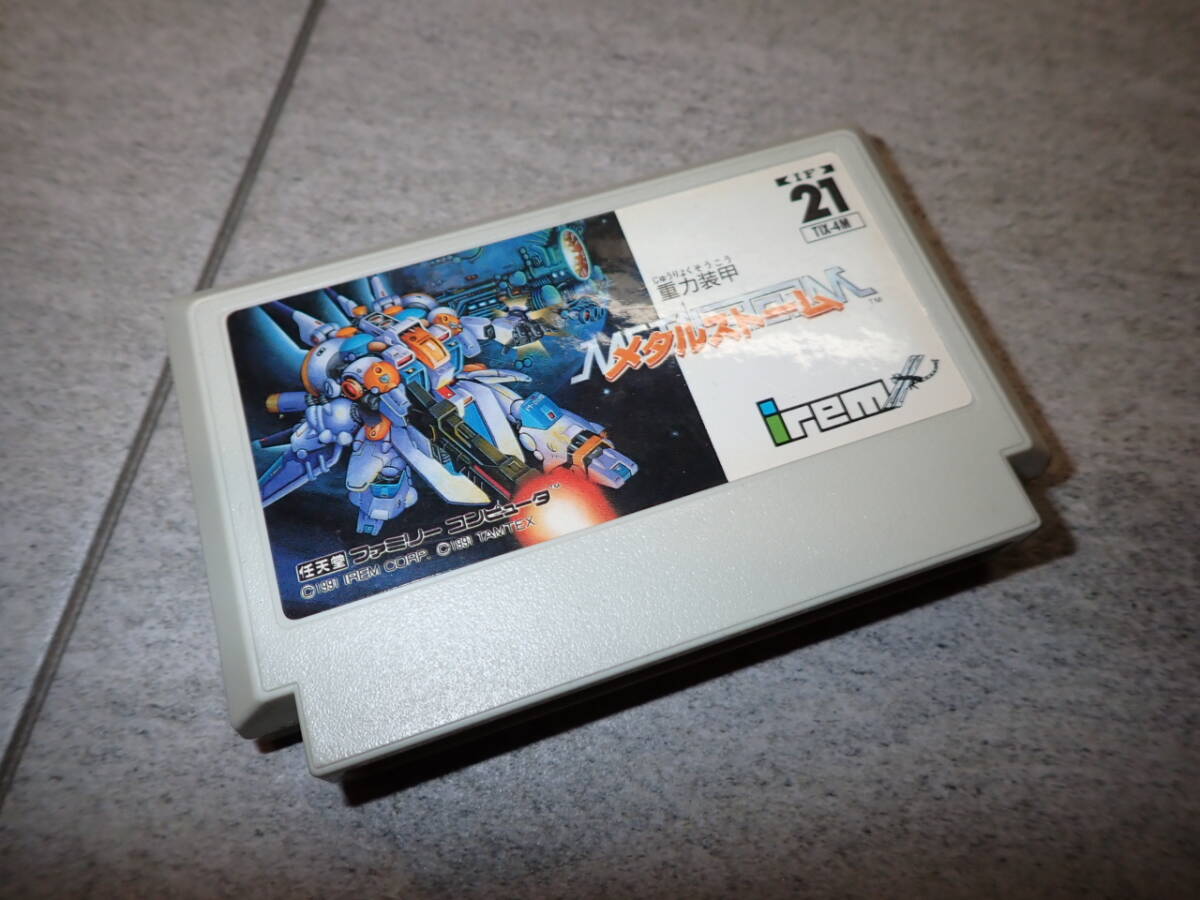 IF
21
TIX-4M
じゅうりょくそうこう
重力装甲
メタルストーム
TM
irem
任天堂 ファミリーコンピュータ TM
©1991 IREM CORP. ©1991 TAMTEX